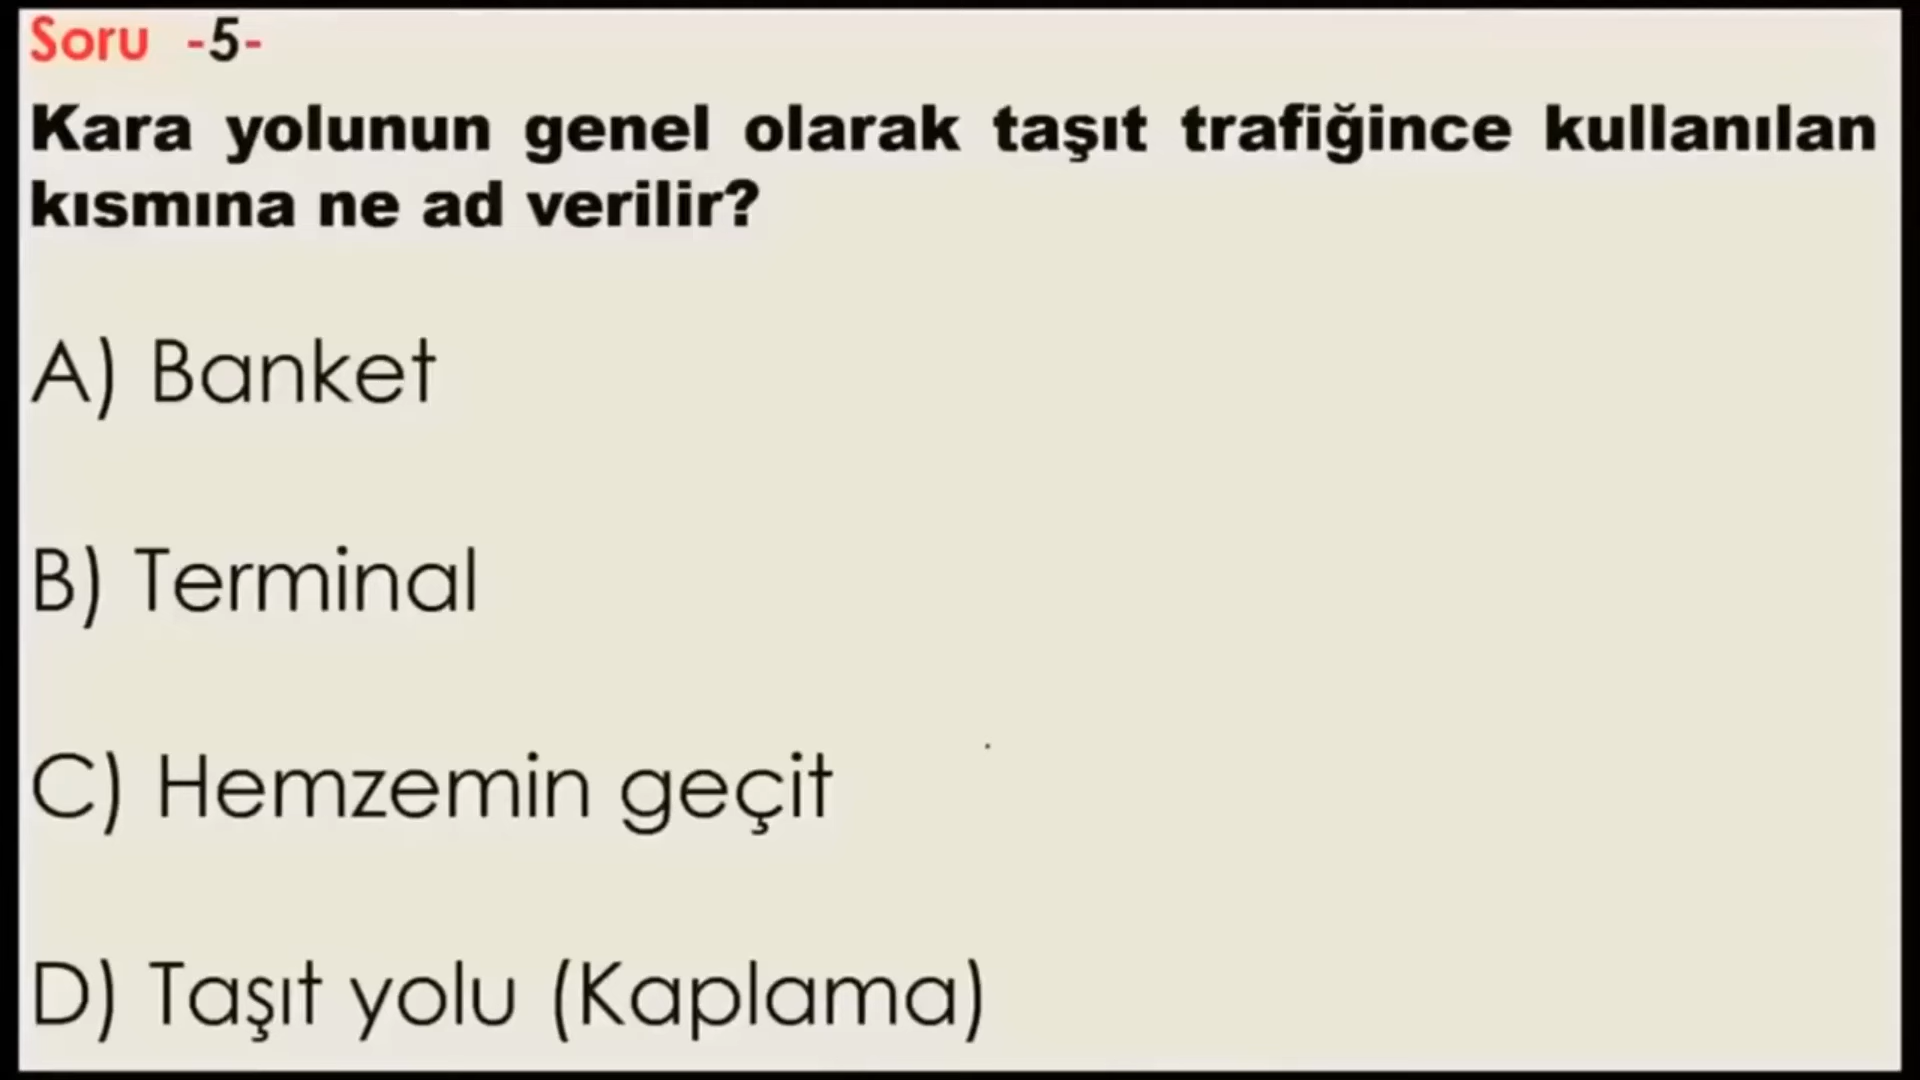 Soru -5-
Kara yolunun genel olarak taşıt trafiğince kullanılan
kısmına ne ad verilir?
A) Banket
B) Terminal
C) Hemzemin geçit
D) Taşıt yolu (Kaplama)